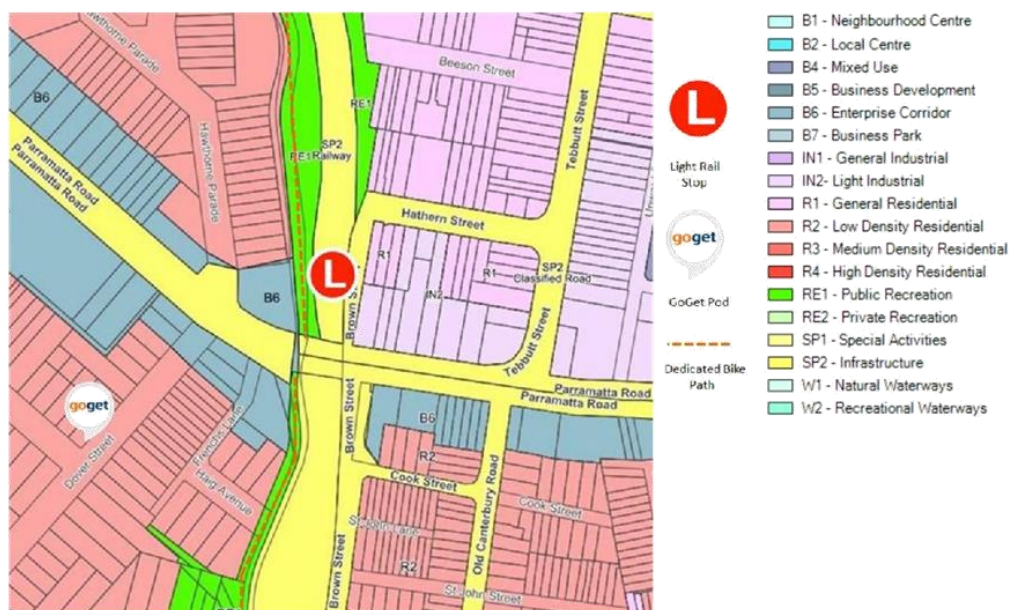 Hawthorne Parade
Beeson Street
B6
RE1
Tebbutt Street
SP2
RE1 Railway
Parramatta Road
Parramatta Road
Hawthorne Parade
Hathern Street
R1
R1
SP2
Classified Road
L
B6
IN2
Brown
Tebbutt Street
Parramatta Road
Parramatta Road
goget
Brown Street
B6
French's Lane
R2
Dover Street
Haig Avenue
Cook Street
Old Canterbury Road
Cook Street
St John Lane
R2
Brown Street
St John Street
L
Light Rail
Stop
goget
GoGet Pod
Dedicated Bike
Path
B1 - Neighbourhood Centre
B2 - Local Centre
B4 - Mixed Use
B5 - Business Development
B6 - Enterprise Corridor
B7 - Business Park
IN1 - General Industrial
IN2- Light Industrial
R1 - General Residential
R2 - Low Density Residential
R3 - Medium Density Residential
R4 - High Density Residential
RE1 - Public Recreation
RE2 - Private Recreation
SP1 - Special Activities
SP2 - Infrastructure
W1 - Natural Waterways
W2 - Recreational Waterways